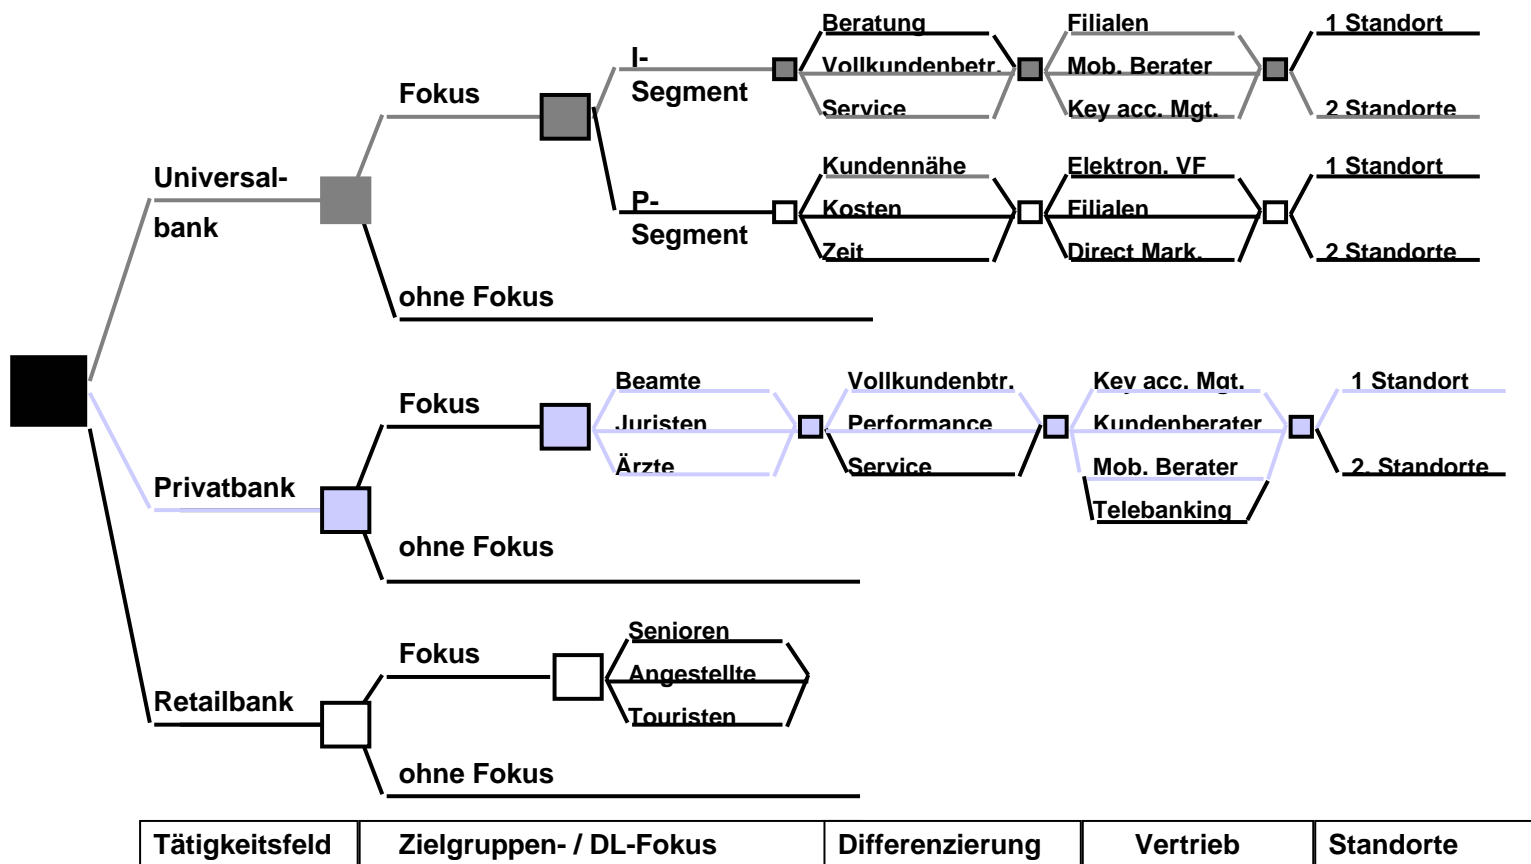 Beratung
Filialen
1 Standort
I-
Segment
Vollkundenbetr.
Mob. Berater
Fokus
Service
Key acc. Mgt.
2 Standorte
Universal-
bank
Kundennähe
Elektron. VF
1 Standort
P-
Segment
Kosten
Filialen
Zeit
Direct Mark.
2 Standorte
ohne Fokus
Beamte
Vollkundenbtr.
Key acc. Mgt.
1 Standort
Fokus
Juristen
Performance
Kundenberater
Ärzte
Service
Mob. Berater
2. Standorte
Privatbank
Telebanking
ohne Fokus
Senioren
Fokus
Angestellte
Retailbank
Touristen
ohne Fokus
Tätigkeitsfeld
Zielgruppen- / DL-Fokus
Differenzierung
Vertrieb
Standorte